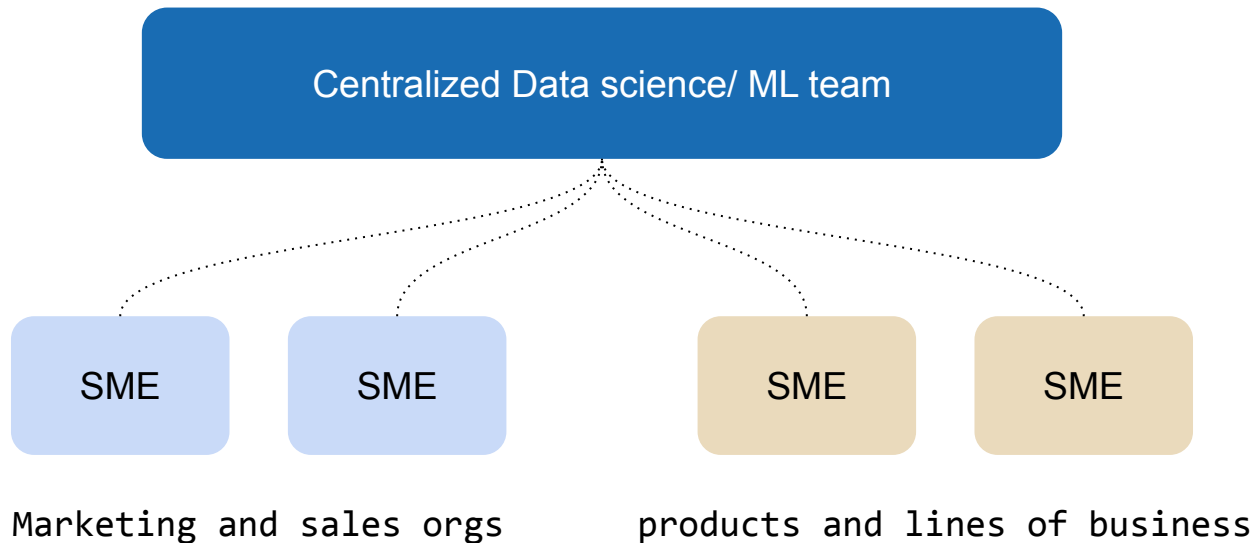 Centralized Data science/ ML team
SME
SME
SME
SME
Marketing and sales orgs
products and lines of business